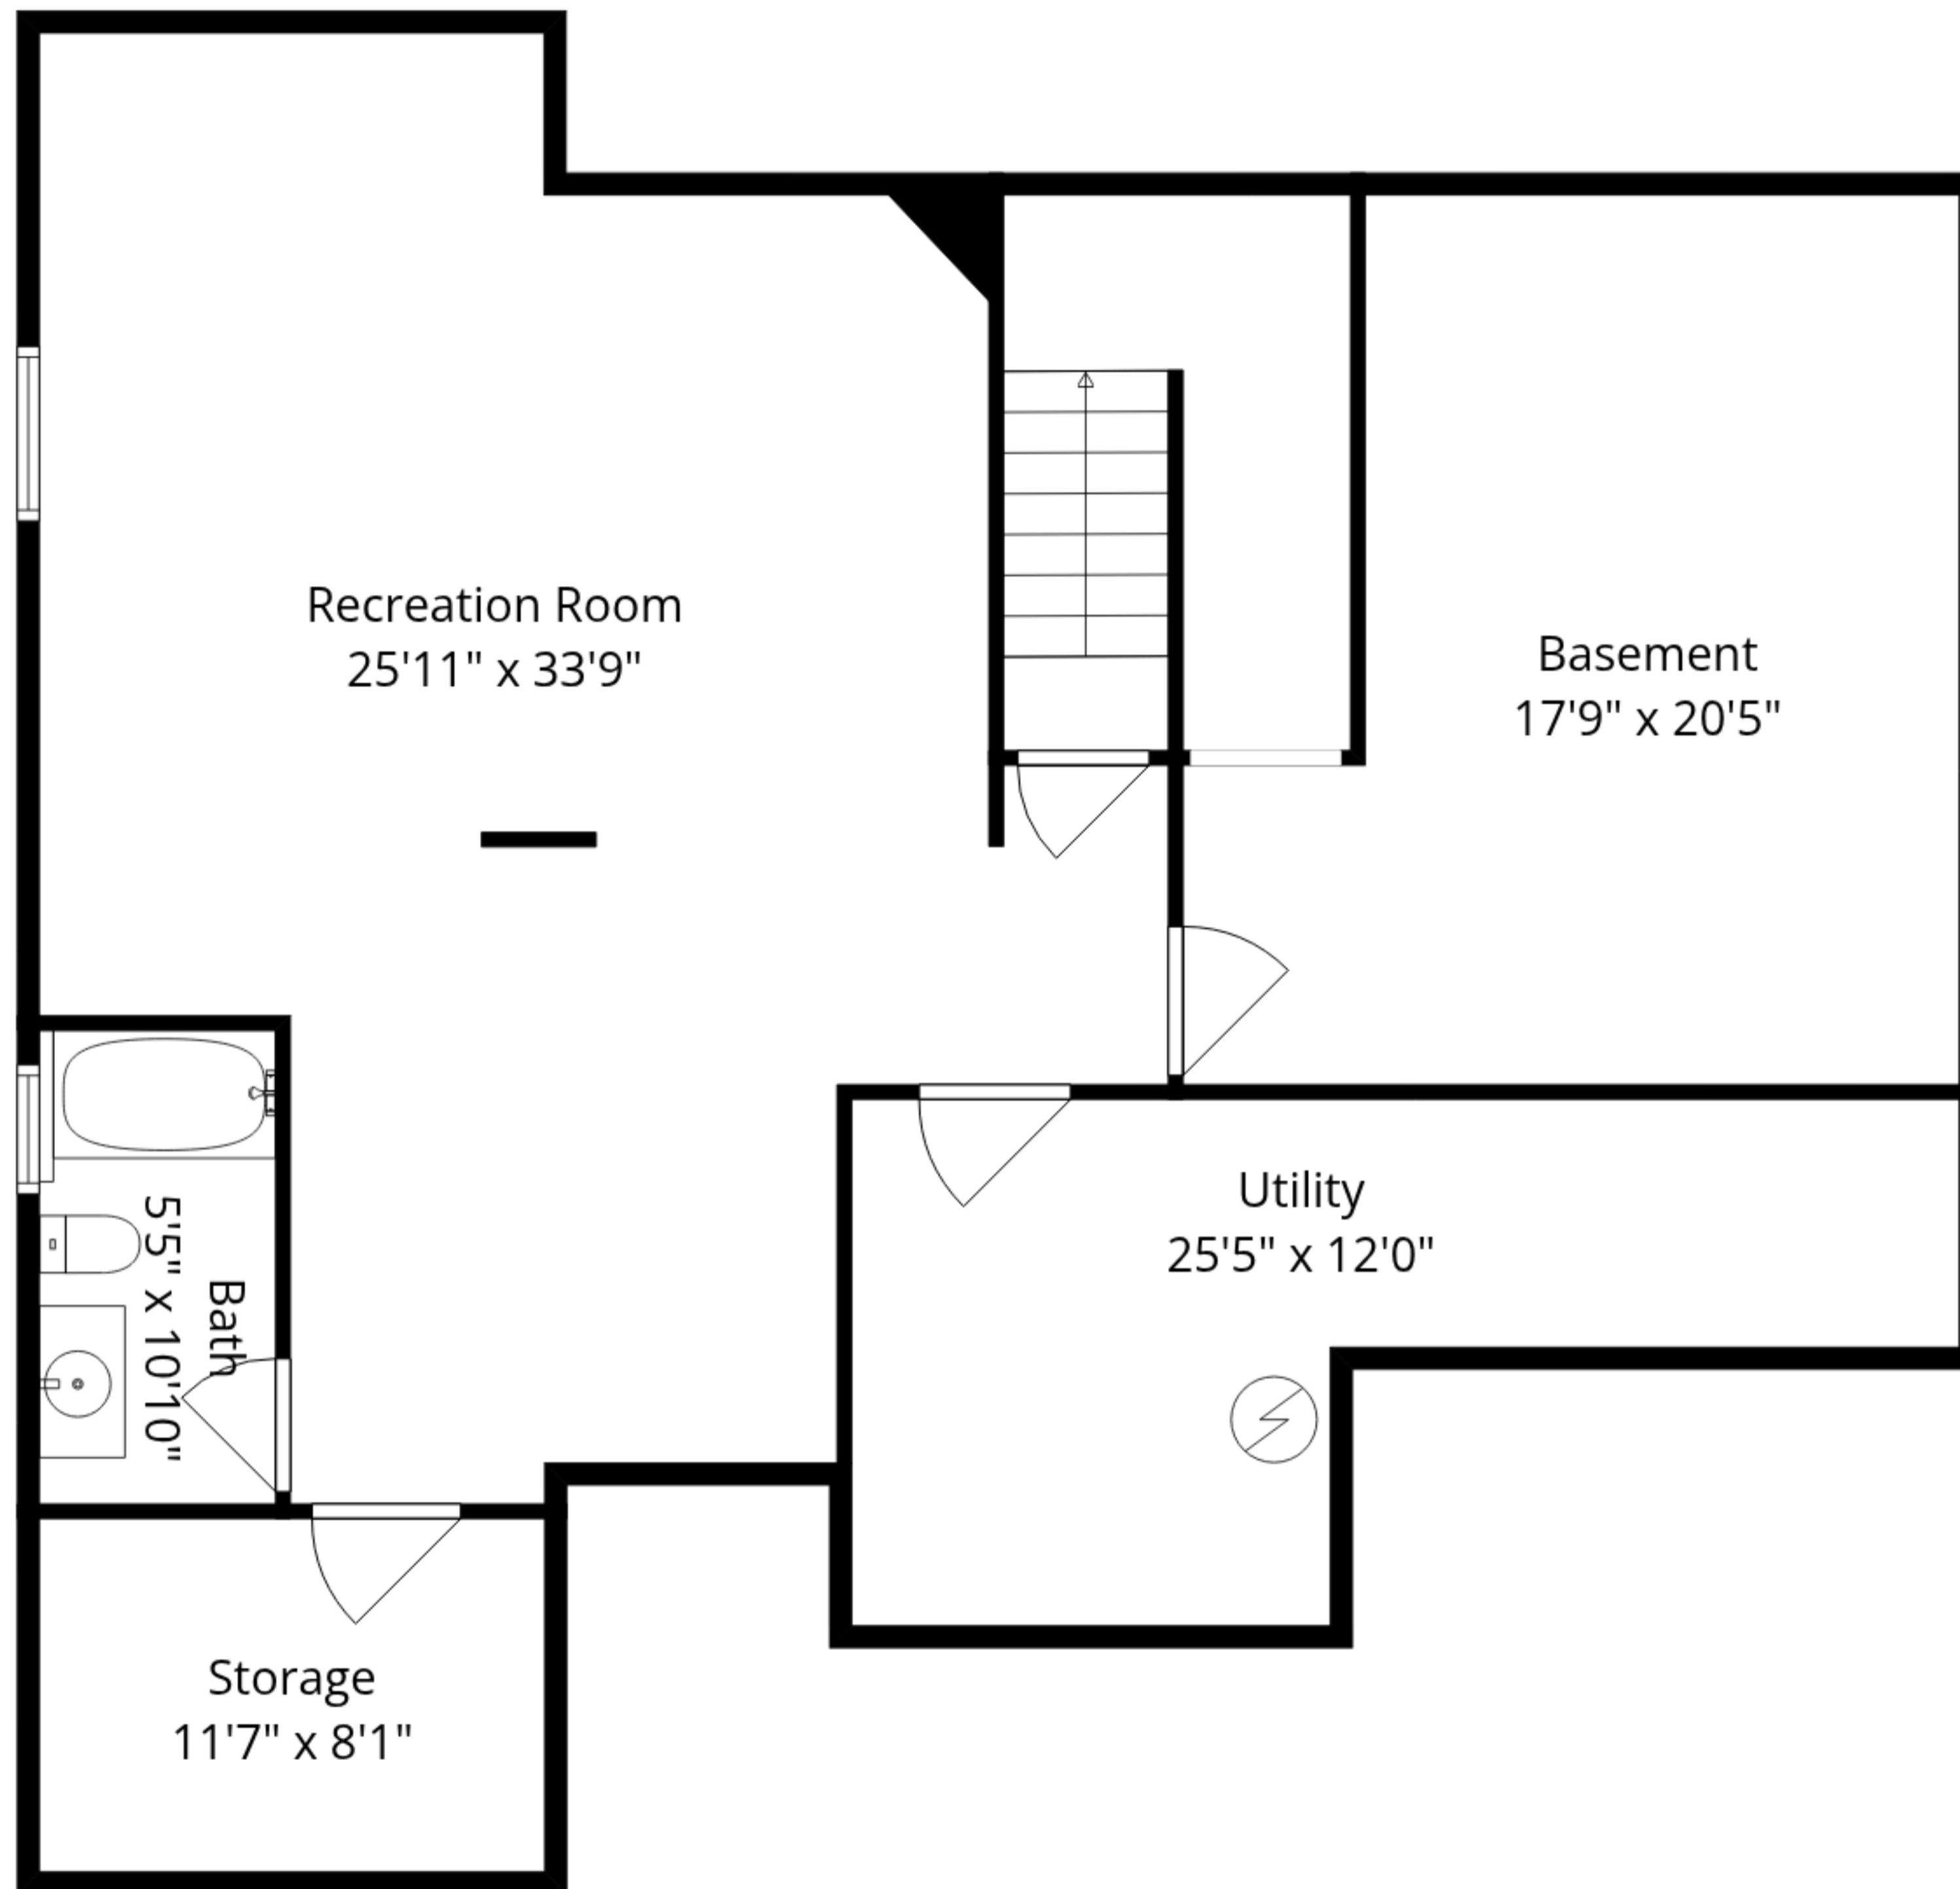 Recreation Room
25'11" x 33'9"
Basement
17'9" x 20'5"
Utility
25'5" x 12'0"
Bath
5'5" x 10'10"
Storage
11'7" x 8'1"